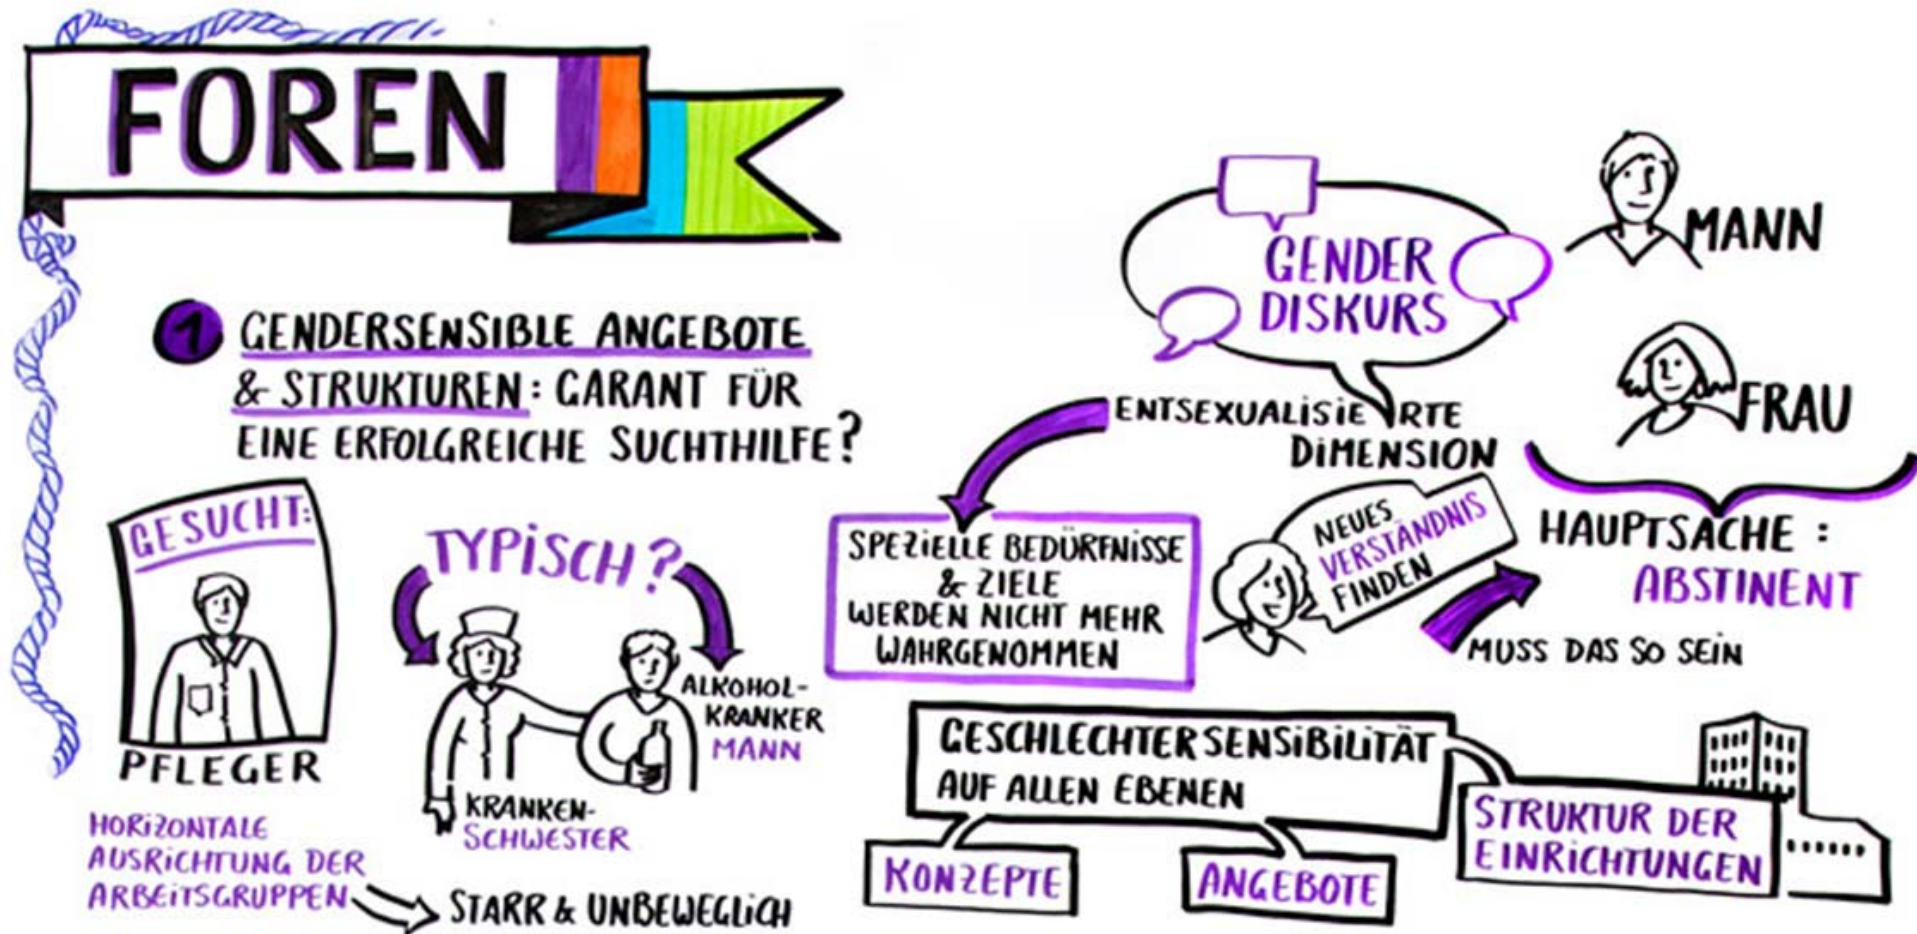 FOREN
1 GENDERSENSIBLE ANGEBOTE
& STRUKTUREN: GARANT FÜR
EINE ERFOLGREICHE SUCHTHILFE?
GESUCHT:
PFLEGER
HORIZONTALE
AUSRICHTUNG DER
ARBEITSGRUPPEN
STARR & UNBEWEGLICH
TYPISCH?
KRANKEN-
SCHWESTER
ALKOHOL-
KRANKER
MANN
GENDER
DISKURS
ENTSEXUALISIERTE
DIMENSION
SPEZIELLE BEDÜRFNISSE
& ZIELE
WERDEN NICHT MEHR
WAHRGENOMMEN
MANN
FRAU
HAUPTSACHE:
ABSTINENT
MUSS DAS SO SEIN
NEUES
VERSTÄNDNIS
FINDEN
GESCHLECHTERSENSIBILITÄT
AUF ALLEN EBENEN
KONZEPTE
ANGEBOTE
STRUKTUR DER
EINRICHTUNGEN